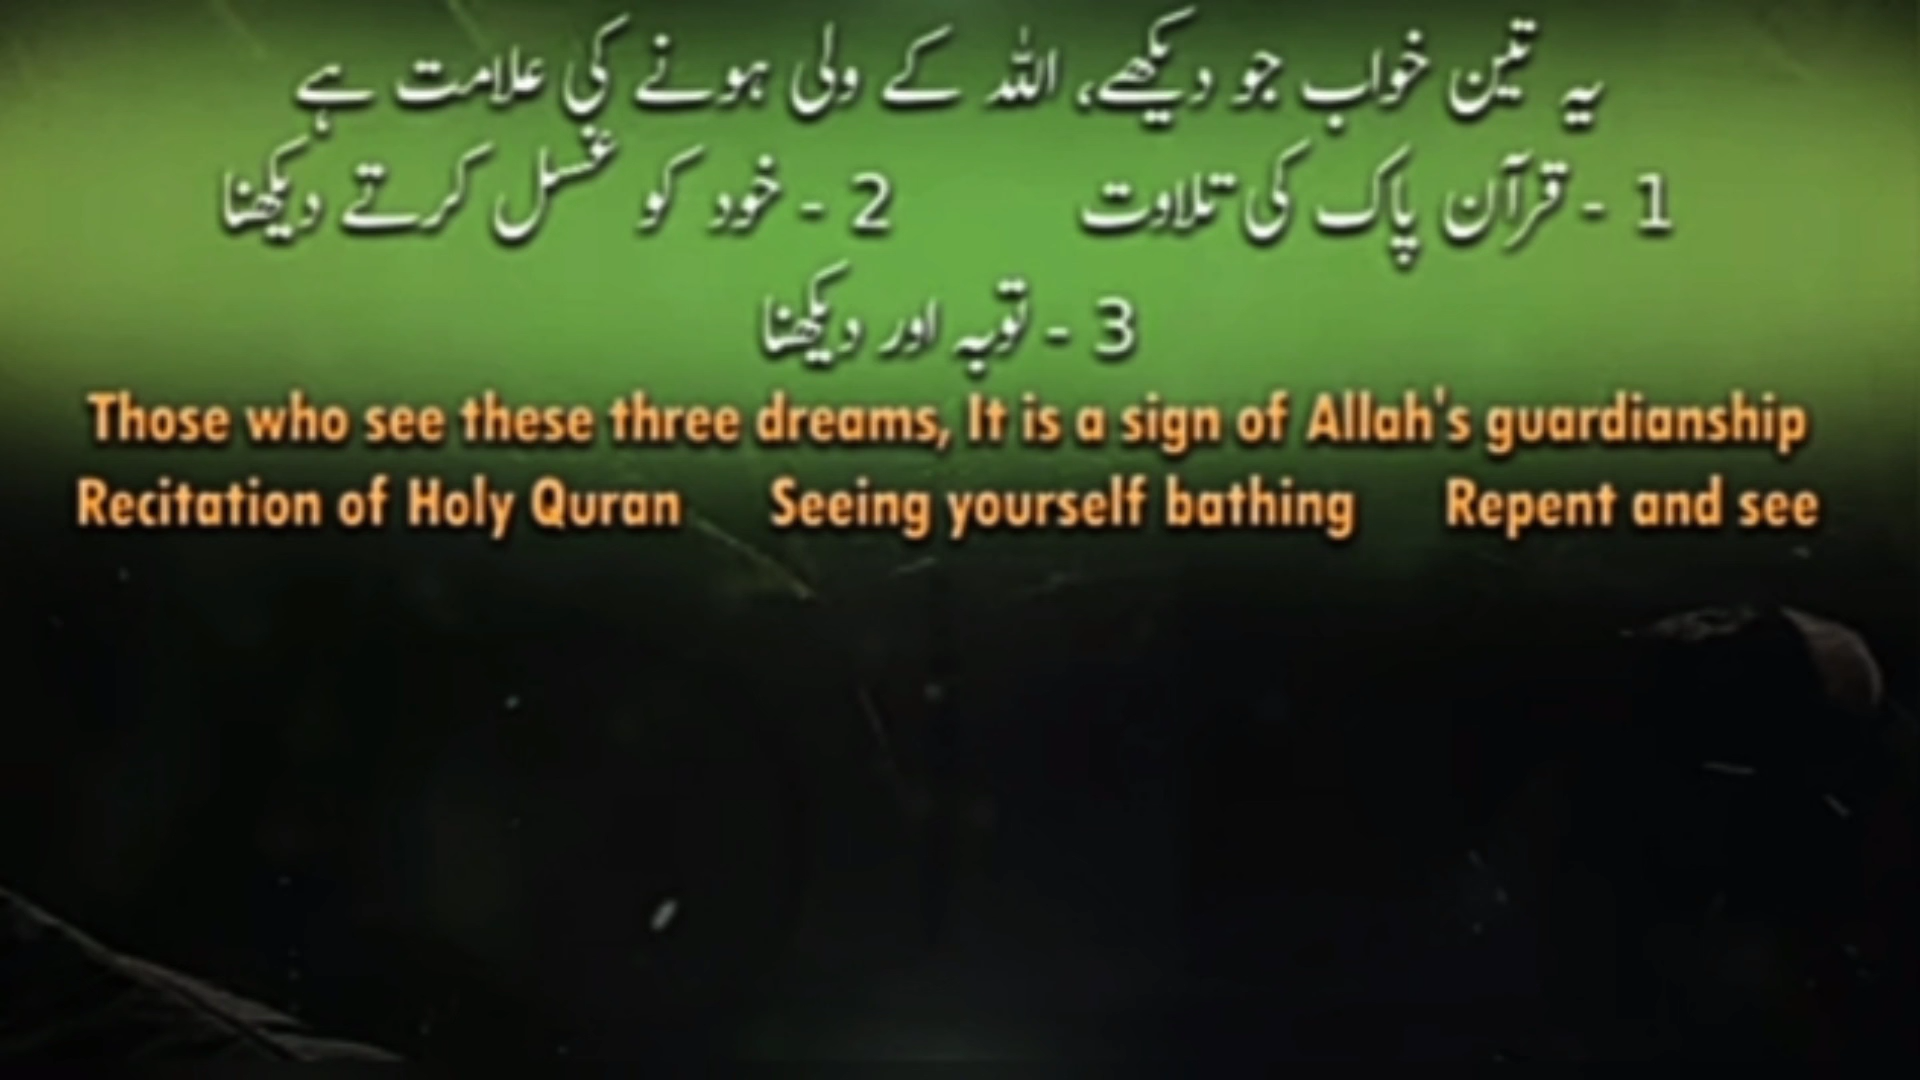 یہ تین خواب جو دیکھے، اللہ کے ولی ہونے کی علامت ہے
1 - قرآن پاک کی تلاوت 2 - خود کو غسل کرتے دیکھنا
3 - توبہ اور دیکھنا
Those who see these three dreams, It is a sign of Allah's guardianship
Recitation of Holy Quran Seeing yourself bathing Repent and see